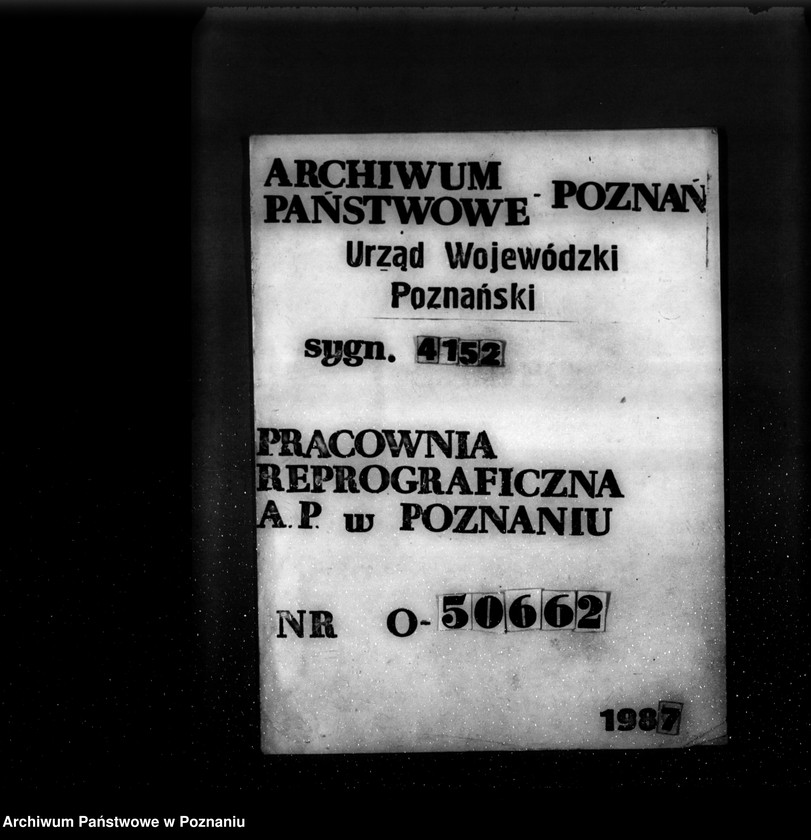 ARCHIWUM
PAŃSTWOWE - POZNAŃ
Urząd Wojewódzki
Poznański
sygn. 4152
PRACOWNIA
REPROGRAFICZNA
A.P. w POZNANIU
NR O-50662
1987
Archiwum Państwowe w Poznaniu